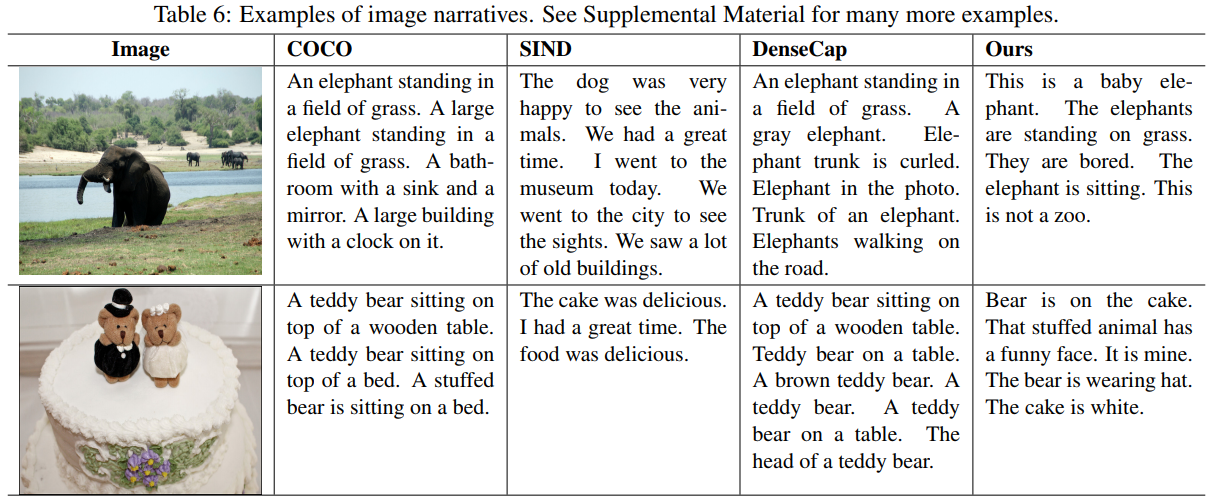 Table 6: Examples of image narratives. See Supplemental Material for many more examples.
Image COCO SIND DenseCap Ours
An elephant standing in
a field of grass. A large
elephant standing in a
field of grass. A bath-
room with a sink and a
mirror. A large building
with a clock on it.
The dog was very
happy to see the ani-
mals. We had a great
time. I went to the
museum today. We
went to the city to see
the sights. We saw a lot
of old buildings.
An elephant standing in
a field of grass. A
gray elephant. Ele-
phant trunk is curled.
Elephant in the photo.
Trunk of an elephant.
Elephants walking on
the road.
This is a baby ele-
phant. The elephants
are standing on grass.
They are bored. The
elephant is sitting. This
is not a zoo.
A teddy bear sitting on
top of a wooden table.
A teddy bear sitting on
top of a bed. A stuffed
bear is sitting on a bed.
The cake was delicious.
I had a great time. The
food was delicious.
A teddy bear sitting on
top of a wooden table.
Teddy bear on a table.
A brown teddy bear. A
teddy bear. A teddy
bear on a table. The
head of a teddy bear.
Bear is on the cake.
That stuffed animal has
a funny face. It is mine.
The bear is wearing hat.
The cake is white.